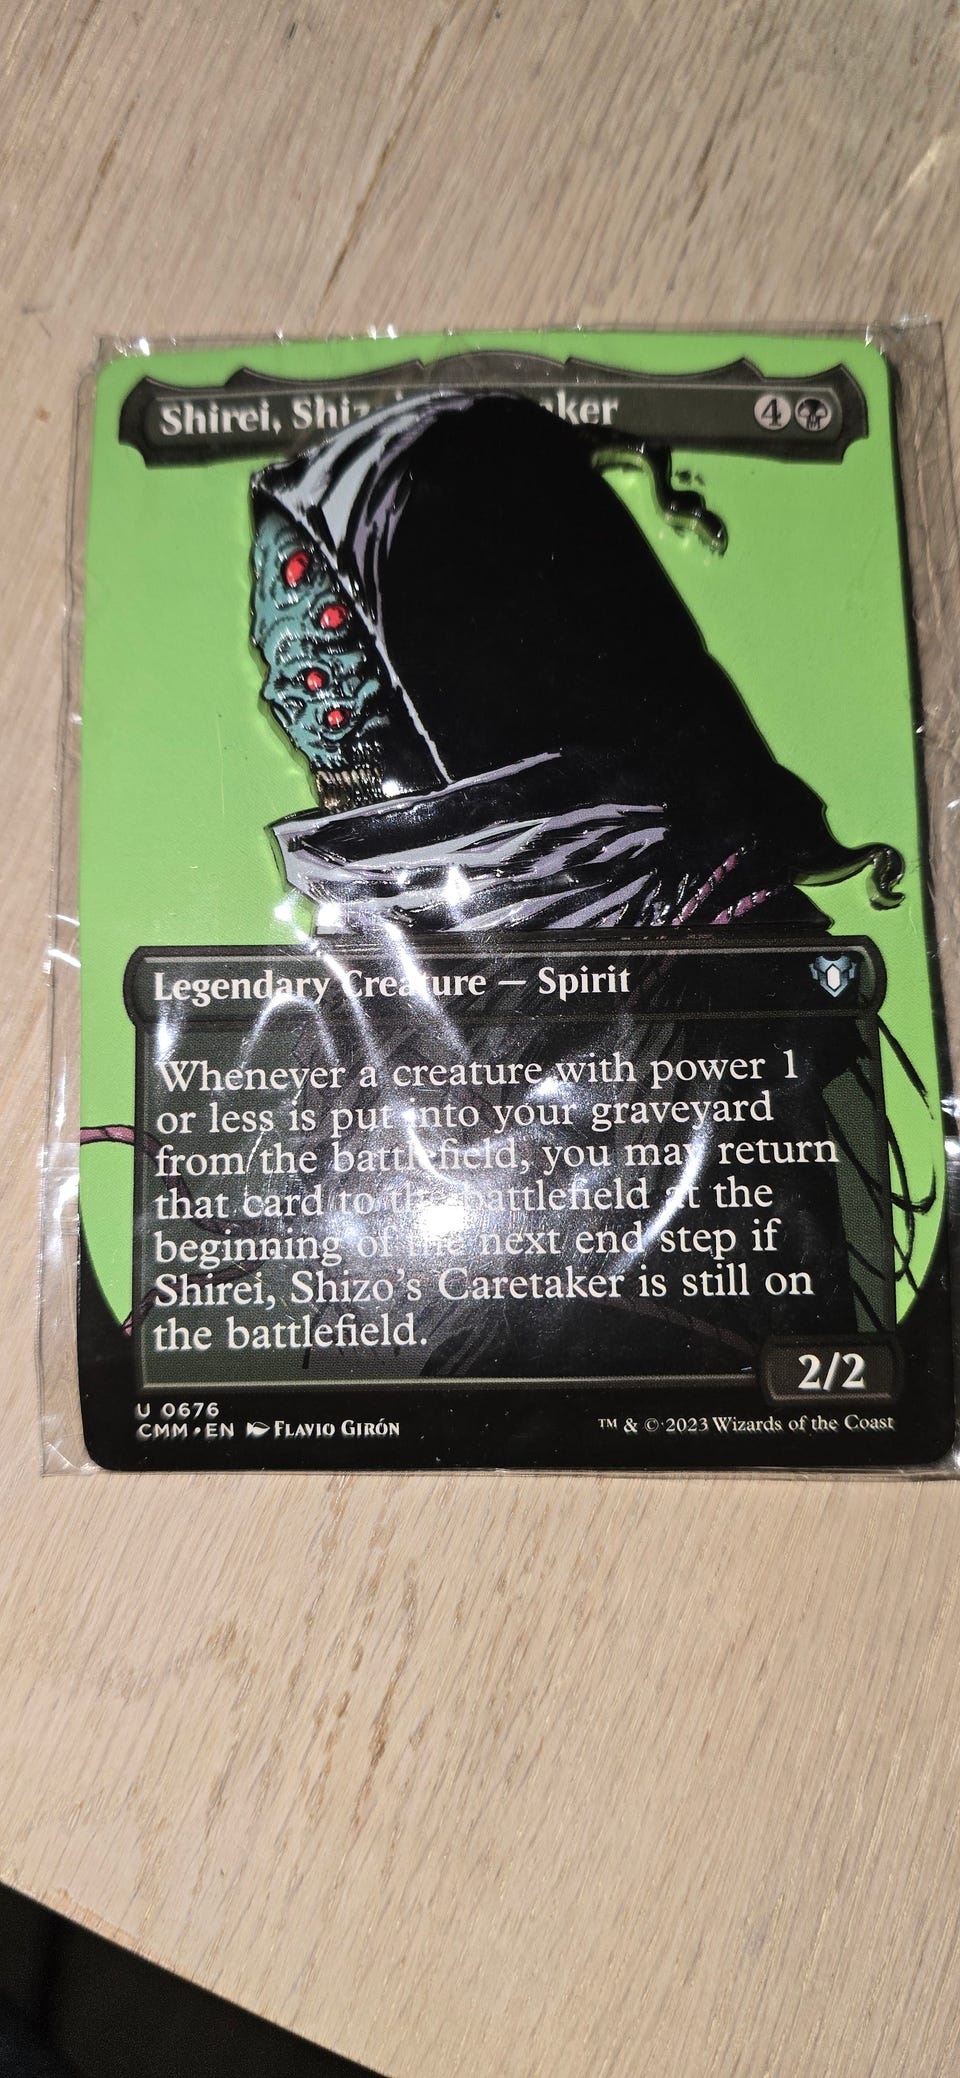 Shirei, Shiz ker 4
Legendary Creature — Spirit
Whenever a creature with power 1
or less is put into your graveyard
from the battlefield, you may return
that card to the battlefield at the
beginning of the next end step if
Shirei, Shizo's Caretaker is still on
the battlefield.
2/2
U 0676
CMM • EN FLAVIO GIRÓN
™ & © 2023 Wizards of the Coast